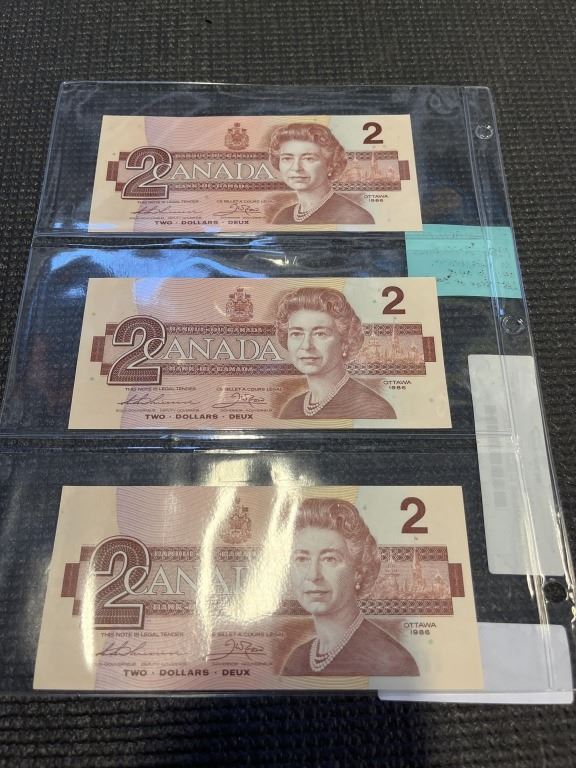 2
BANQUE DU CANADA
2 CANADA
BANK OF CANADA
OTTAWA
1986
THIS NOTE IS LEGAL TENDER
CE BILLET A COURS LÉGAL
TWO · DOLLARS · DEUX
2
BANQUE DU CANADA
2 CANADA
BANK OF CANADA
OTTAWA
1986
THIS NOTE IS LEGAL TENDER
CE BILLET A COURS LÉGAL
TWO · DOLLARS · DEUX
2
2 CANADA
OTTAWA
1986
THIS NOTE IS LEGAL TENDER
CE BILLET A COURS LÉGAL
TWO · DOLLARS · DEUX